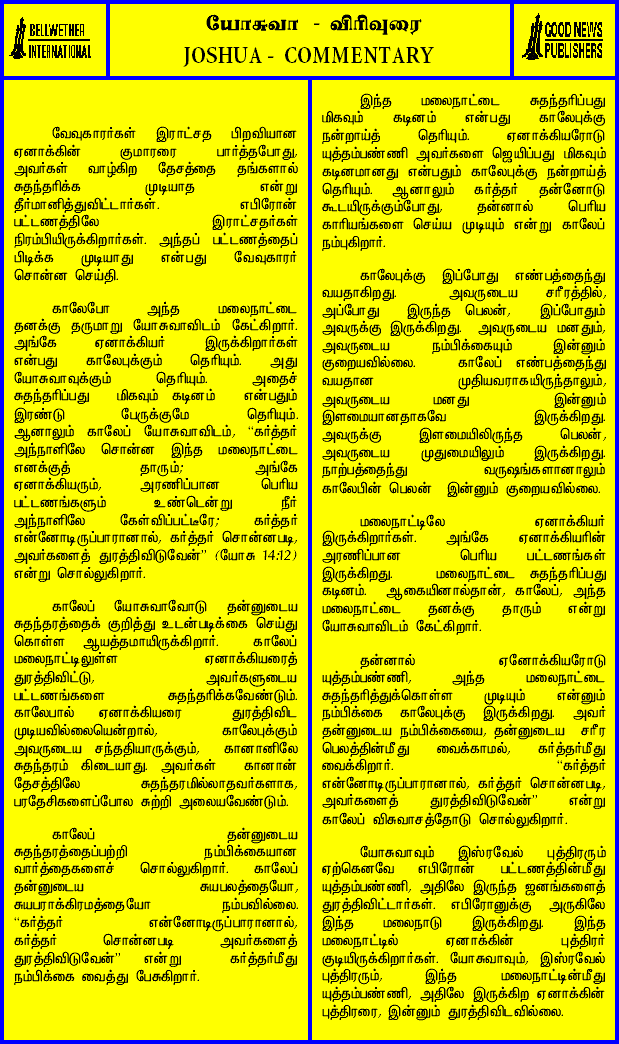 BELLWETHER
INTERNATIONAL
யோசுவா - விரிவுரை
JOSHUA - COMMENTARY
GOOD NEWS
PUBLISHERS
வேவுகாரர்கள் இராட்சத பிறவியான
ஏனாக்கின் குமாரரை பார்த்தபோது,
அவர்கள் வாழ்கிற தேசத்தை தங்களால்
சுதந்தரிக்க முடியாத என்று
தீர்மானித்துவிட்டார்கள். எபிரோன்
பட்டணத்திலே இராட்சதர்கள்
நிரம்பியிருக்கிறார்கள். அந்தப் பட்டணத்தைப்
பிடிக்க முடியாது என்பது வேவுகாரர்
சொன்ன செய்தி.
காலேபோ அந்த மலைநாட்டை
தனக்கு தருமாறு யோசுவாவிடம் கேட்கிறார்.
அங்கே ஏனாக்கியர் இருக்கிறார்கள்
என்பது காலேபுக்கும் தெரியும். அது
யோசுவாவுக்கும் தெரியும். அதைச்
சுதந்தரிப்பது மிகவும் கடினம் என்பதும்
இரண்டு பேருக்குமே தெரியும்.
ஆனாலும் காலேப் யோசுவாவிடம், “கர்த்தர்
அந்நாளிலே சொன்ன இந்த மலைநாட்டை
எனக்குத் தாரும்; அங்கே
ஏனாக்கியரும், அரணிப்பான பெரிய
பட்டணங்களும் உண்டென்று நீர்
அந்நாளிலே கேள்விப்பட்டீரே; கர்த்தர்
என்னோடிருப்பாரானால், கர்த்தர் சொன்னபடி,
அவர்களைத் துரத்திவிடுவேன்” (யோசு 14:12)
என்று சொல்லுகிறார்.
காலேப் யோசுவாவோடு தன்னுடைய
சுதந்தரத்தைக் குறித்து உடன்படிக்கை செய்து
கொள்ள ஆயத்தமாயிருக்கிறார். காலேப்
மலைநாட்டிலுள்ள ஏனாக்கியரைத்
துரத்திவிட்டு, அவர்களுடைய
பட்டணங்களை சுதந்தரிக்கவேண்டும்.
காலேபால் ஏனாக்கியரை துரத்திவிட
முடியவில்லையென்றால், காலேபுக்கும்
அவருடைய சந்ததியாருக்கும், கானானிலே
சுதந்தரம் கிடையாது. அவர்கள் கானான்
தேசத்திலே சுதந்தரமில்லாதவர்களாக,
பரதேசிகளைப்போல சுற்றி அலையவேண்டும்.
காலேப் தன்னுடைய
சுதந்தரத்தைப்பற்றி நம்பிக்கையான
வார்த்தைகளைச் சொல்லுகிறார். காலேப்
தன்னுடைய சுயபலத்தையோ,
சுயபராக்கிரமத்தையோ நம்பவில்லை.
“கர்த்தர் என்னோடிருப்பாரானால்,
கர்த்தர் சொன்னபடி அவர்களைத்
துரத்திவிடுவேன்” என்று கர்த்தர்மீது
நம்பிக்கை வைத்து பேசுகிறார்.
இந்த மலைநாட்டை சுதந்தரிப்பது
மிகவும் கடினம் என்பது காலேபுக்கு
நன்றாய்த் தெரியும். ஏனாக்கியரோடு
யுத்தம்பண்ணி அவர்களை ஜெயிப்பது மிகவும்
கடினமானது என்பதும் காலேபுக்கு நன்றாய்த்
தெரியும். ஆனாலும் கர்த்தர் தன்னோடு
கூடயிருக்கும்போது, தன்னால் பெரிய
காரியங்களை செய்ய முடியும் என்று காலேப்
நம்புகிறார்.
காலேபுக்கு இப்போது எண்பத்தைந்து
வயதாகிறது. அவருடைய சரீரத்தில்,
அப்போது இருந்த பெலன், இப்போதும்
அவருக்கு இருக்கிறது. அவருடைய மனதும்,
அவருடைய நம்பிக்கையும் இன்னும்
குறையவில்லை. காலேப் எண்பத்தைந்து
வயதான முதியவராகயிருந்தாலும்,
அவருடைய மனது இன்னும்
இளமையானதாகவே இருக்கிறது.
அவருக்கு இளமையிலிருந்த பெலன்,
அவருடைய முதுமையிலும் இருக்கிறது.
நாற்பத்தைந்து வருஷங்களானாலும்
காலேபின் பெலன் இன்னும் குறையவில்லை.
மலைநாட்டிலே ஏனாக்கியர்
இருக்கிறார்கள். அங்கே ஏனாக்கியரின்
அரணிப்பான பெரிய பட்டணங்கள்
இருக்கிறது. மலைநாட்டை சுதந்தரிப்பது
கடினம். ஆகையினால்தான், காலேப், அந்த
மலைநாட்டை தனக்கு தாரும் என்று
யோசுவாவிடம் கேட்கிறார்.
தன்னால் ஏனோக்கியரோடு
யுத்தம்பண்ணி, அந்த மலைநாட்டை
சுதந்தரித்துக்கொள்ள முடியும் என்னும்
நம்பிக்கை காலேபுக்கு இருக்கிறது. அவர்
தன்னுடைய நம்பிக்கையை, தன்னுடைய சரீர
பெலத்தின்மீது வைக்காமல், கர்த்தர்மீது
வைக்கிறார். “கர்த்தர்
என்னோடிருப்பாரானால், கர்த்தர் சொன்னபடி,
அவர்களைத் துரத்திவிடுவேன்” என்று
காலேப் விசுவாசத்தோடு சொல்லுகிறார்.
யோசுவாவும் இஸ்ரவேல் புத்திரரும்
ஏற்கெனவே எபிரோன் பட்டணத்தின்மீது
யுத்தம்பண்ணி, அதிலே இருந்த ஜனங்களைத்
துரத்திவிட்டார்கள். எபிரோனுக்கு அருகிலே
இந்த மலைநாடு இருக்கிறது. இந்த
மலைநாட்டில் ஏனாக்கின் புத்திரர்
குடியிருக்கிறார்கள். யோசுவாவும், இஸ்ரவேல்
புத்திரரும், இந்த மலைநாட்டின்மீது
யுத்தம்பண்ணி, அதிலே இருக்கிற ஏனாக்கின்
புத்திரரை, இன்னும் துரத்திவிடவில்லை.